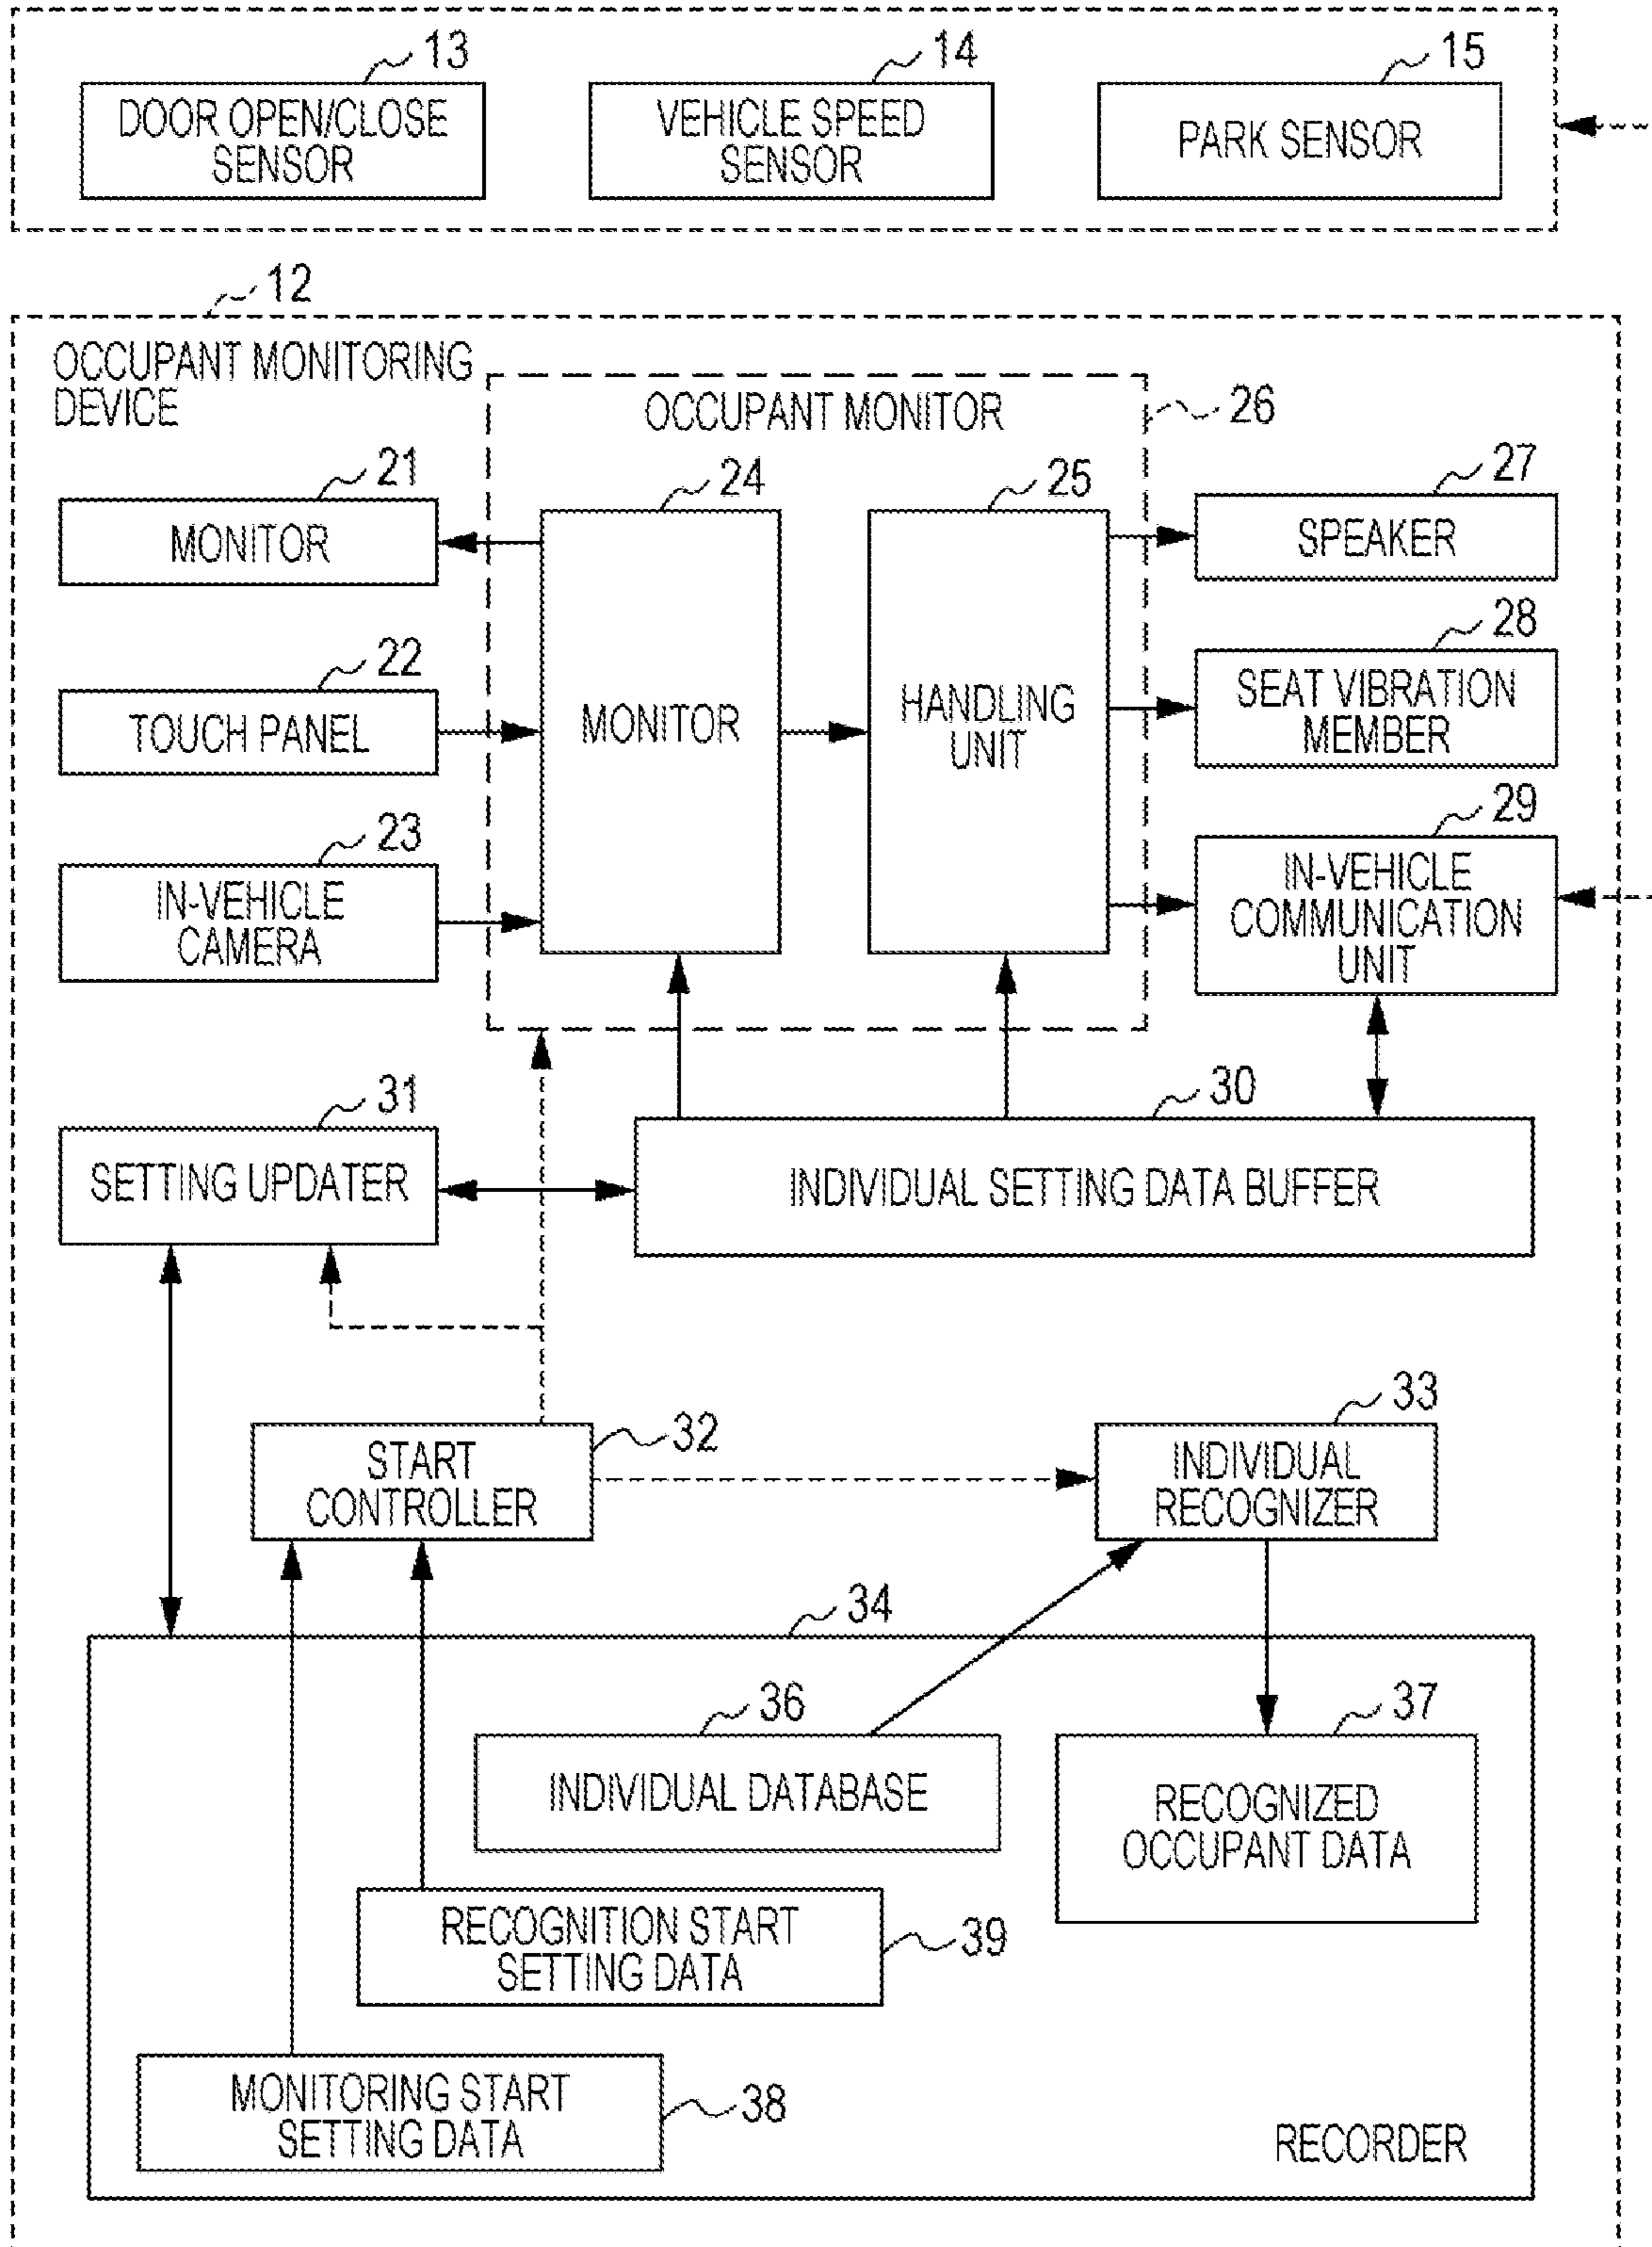 13
14
15
DOOR OPEN/CLOSE
SENSOR
VEHICLE SPEED
SENSOR
PARK SENSOR
12
OCCUPANT MONITORING
DEVICE
OCCUPANT MONITOR
26
21
MONITOR
22
TOUCH PANEL
23
IN-VEHICLE
CAMERA
24
MONITOR
25
HANDLING
UNIT
27
SPEAKER
28
SEAT VIBRATION
MEMBER
29
IN-VEHICLE
COMMUNICATION
UNIT
31
SETTING UPDATER
30
INDIVIDUAL SETTING DATA BUFFER
32
START
CONTROLLER
33
INDIVIDUAL
RECOGNIZER
34
36
INDIVIDUAL DATABASE
37
RECOGNIZED
OCCUPANT DATA
RECOGNITION START
SETTING DATA
39
MONITORING START
SETTING DATA
38
RECORDER